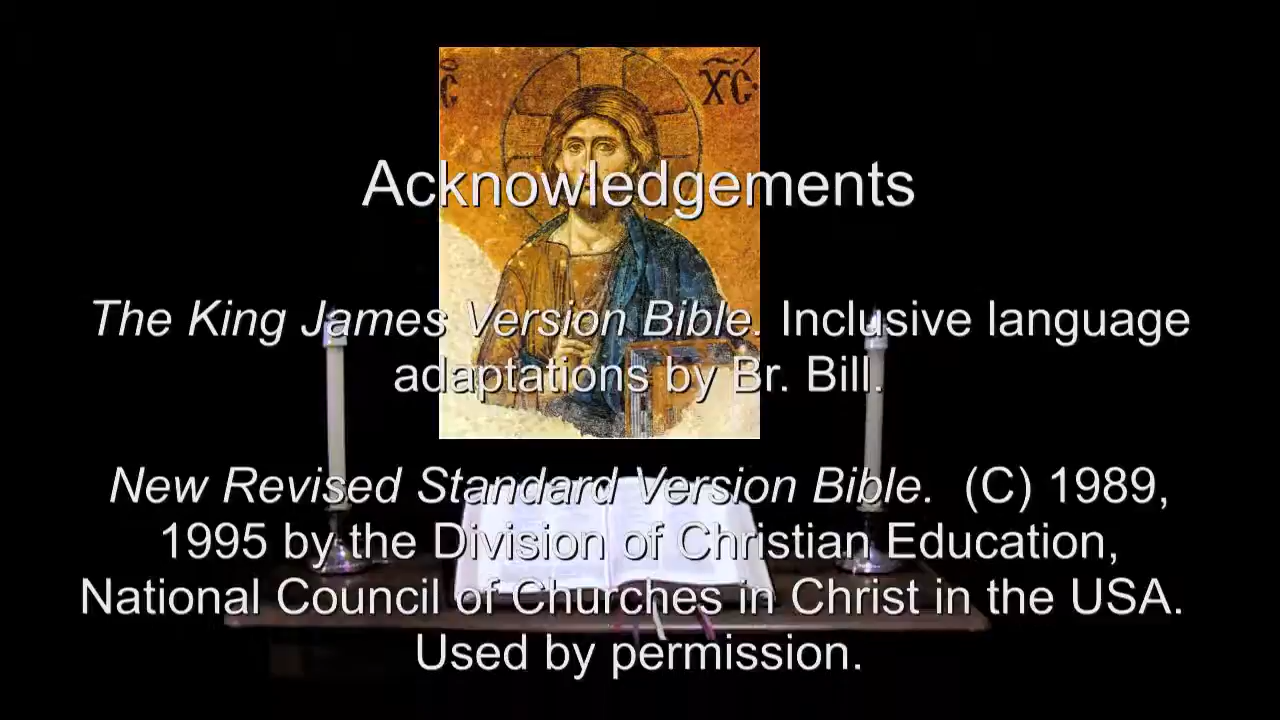 C̅ XC
Acknowledgements
The King James Version Bible. Inclusive language
adaptations by Br. Bill.
New Revised Standard Version Bible. (C) 1989,
1995 by the Division of Christian Education,
National Council of Churches in Christ in the USA.
Used by permission.